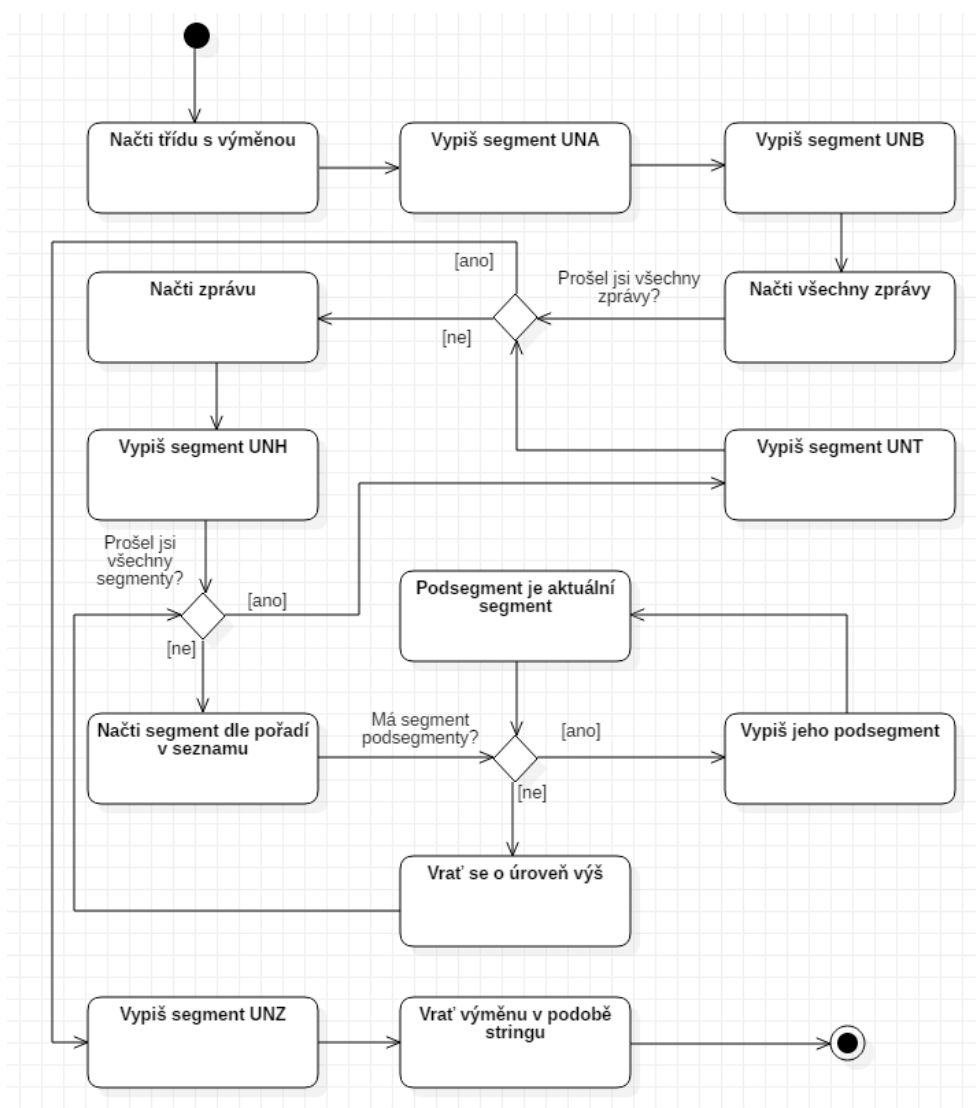 Načti třídu s výměnou
Vypiš segment UNA
Vypiš segment UNB
[ano]
Prošel jsi všechny
zprávy?
Načti zprávu
Načti všechny zprávy
[ne]
Vypiš segment UNH
Vypiš segment UNT
Prošel jsi
všechny
segmenty?
[ano]
Podsegment je aktuální
segment
[ne]
Načti segment dle pořadí
v seznamu
Má segment
podsegmenty?
[ano]
Vypiš jeho podsegment
[ne]
Vrať se o úroveň výš
Vypiš segment UNZ
Vrať výměnu v podobě
stringu